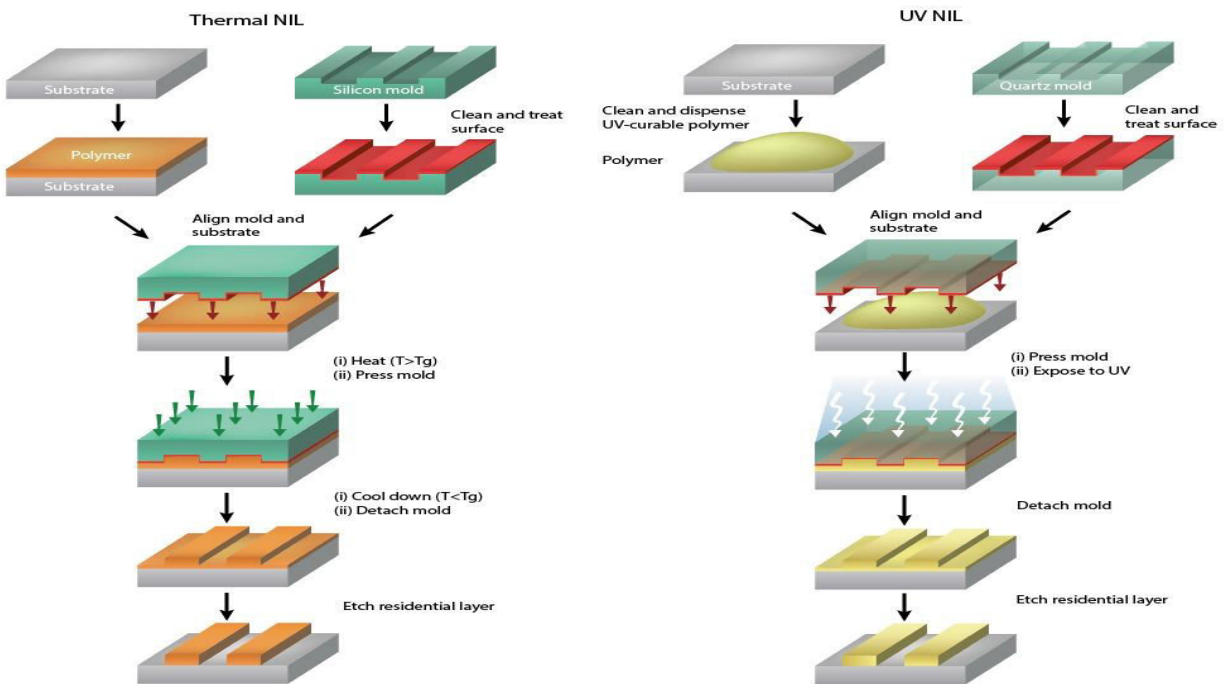 Thermal NIL
Substrate
Silicon mold
Clean and treat
surface
Polymer
Substrate
Align mold and
substrate
(i) Heat (T>Tg)
(ii) Press mold
(i) Cool down (T<Tg)
(ii) Detach mold
Etch residential layer
UV NIL
Substrate
Quartz mold
Clean and dispense
UV-curable polymer
Clean and
treat surface
Polymer
Align mold and
substrate
(i) Press mold
(ii) Expose to UV
Detach mold
Etch residential layer